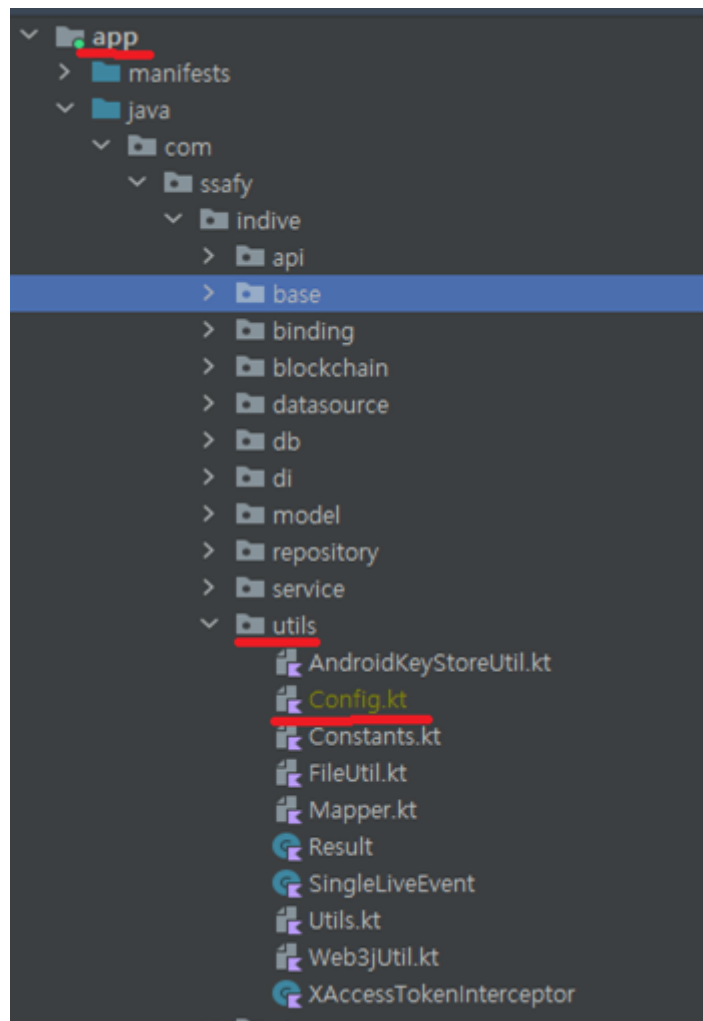 app
manifests
java
com
ssafy
indive
api
base
binding
blockchain
datasource
db
di
model
repository
service
utils
AndroidKeyStoreUtil.kt
Config.kt
Constants.kt
FileUtil.kt
Mapper.kt
Result
SingleLiveEvent
Utils.kt
Web3jUtil.kt
XAccessTokenInterceptor